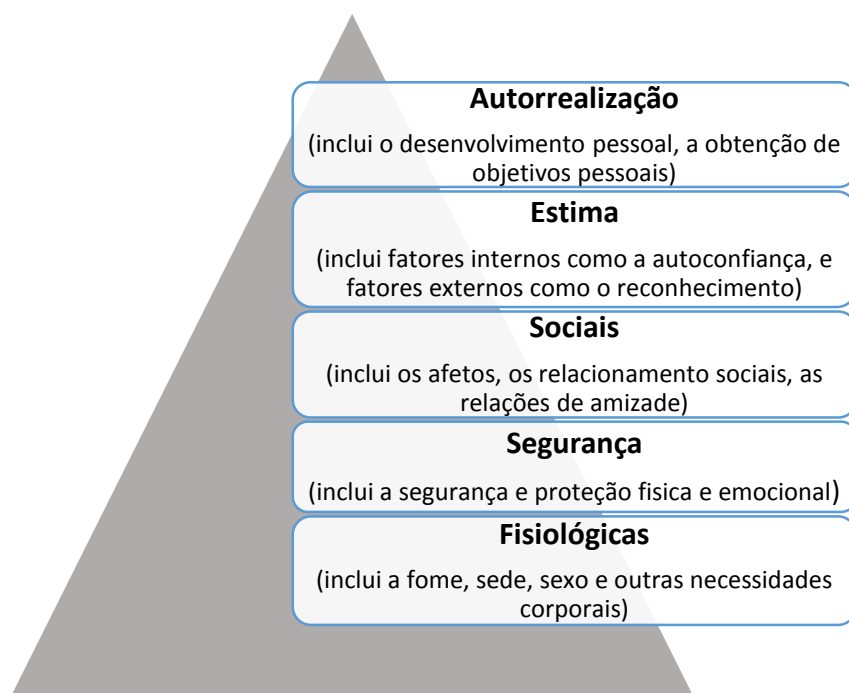 Autorrealização
(inclui o desenvolvimento pessoal, a obtenção de
objetivos pessoais)
Estima
(inclui fatores internos como a autoconfiança, e
fatores externos como o reconhecimento)
Sociais
(inclui os afetos, os relacionamento sociais, as
relações de amizade)
Segurança
(inclui a segurança e proteção fisica e emocional)
Fisiológicas
(inclui a fome, sede, sexo e outras necessidades
corporais)